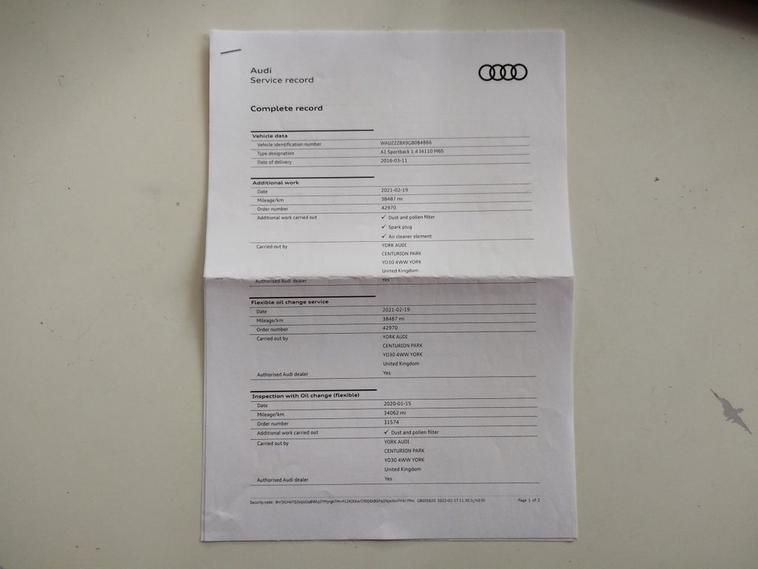 Audi
Service record
Complete record
Vehicle data
Vehicle identification number WAUZZZ8X9GB084866
Type designation A1 Sportback 1.4 I4110 M6S
Date of delivery 2016-03-11
Additional work
Date 2021-02-19
Mileage/km 38487 mi
Order number 42970
Additional work carried out ✓ Dust and pollen filter
✓ Spark plug
✓ Air cleaner element
Carried out by YORK AUDI
CENTURION PARK
YO30 4WW YORK
United Kingdom
Authorised Audi dealer Yes
Flexible oil change service
Date 2021-02-19
Mileage/km 38487 mi
Order number 42970
Carried out by YORK AUDI
CENTURION PARK
YO30 4WW YORK
United Kingdom
Authorised Audi dealer Yes
Inspection with Oil change (flexible)
Date 2020-01-15
Mileage/km 34062 mi
Order number 31574
Additional work carried out ✓ Dust and pollen filter
Carried out by YORK AUDI
CENTURION PARK
YO30 4WW YORK
United Kingdom
Authorised Audi dealer Yes
Security code: Page 1 of 2